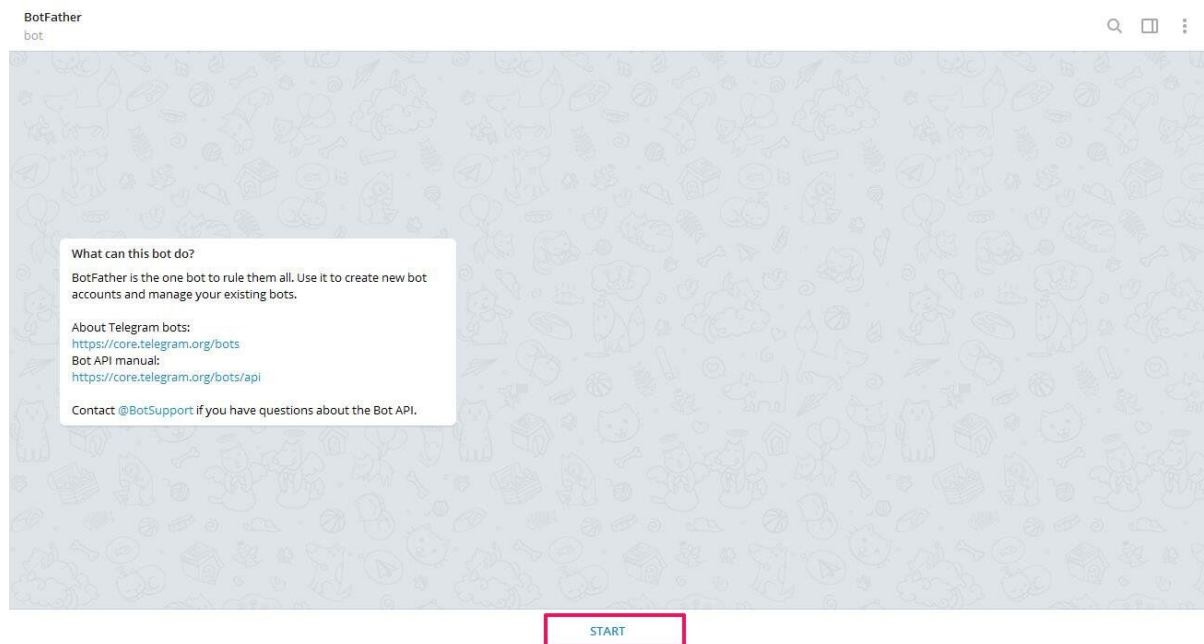 BotFather
bot
What can this bot do?
BotFather is the one bot to rule them all. Use it to create new bot
accounts and manage your existing bots.
About Telegram bots:
https://core.telegram.org/bots
Bot API manual:
https://core.telegram.org/bots/api
Contact @BotSupport if you have questions about the Bot API.
START